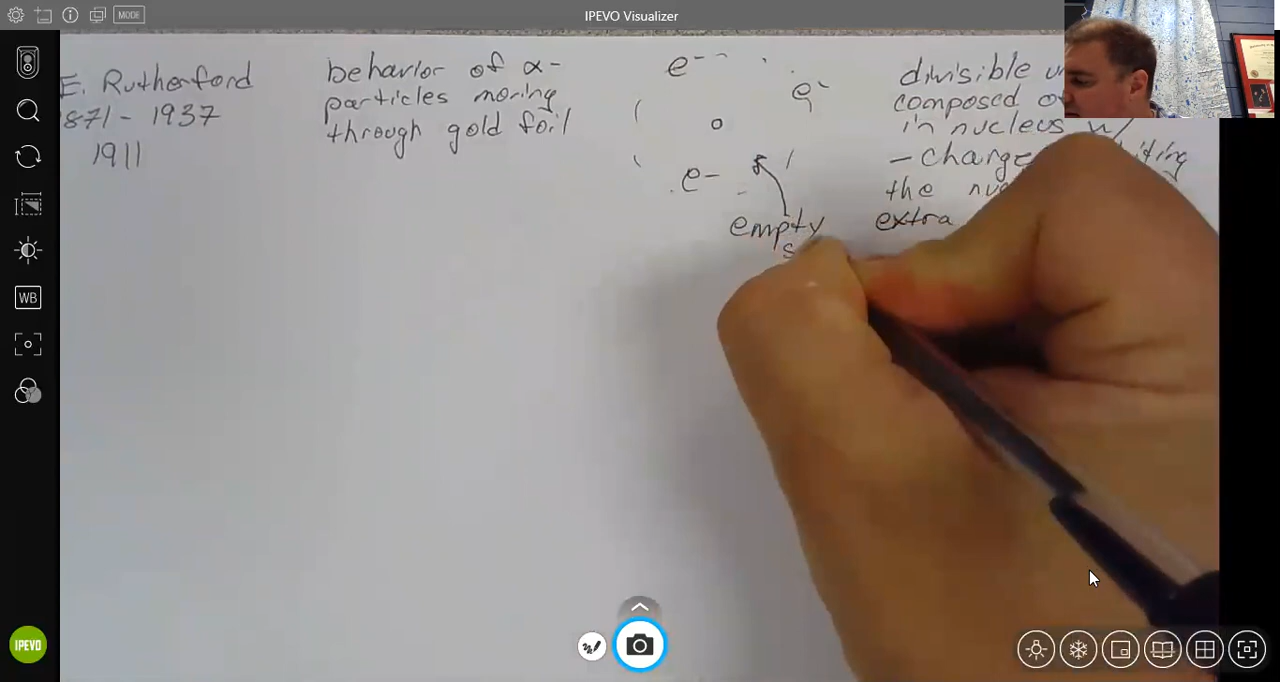 IPEVO Visualizer
MODE
E. Rutherford
1871 - 1937
1911
behavior of α-
particles moving
through gold foil
e-
e-
e-
empty
s
divisible
composed
in nucleus w/
- charge
the
extra
WB
IPEVO